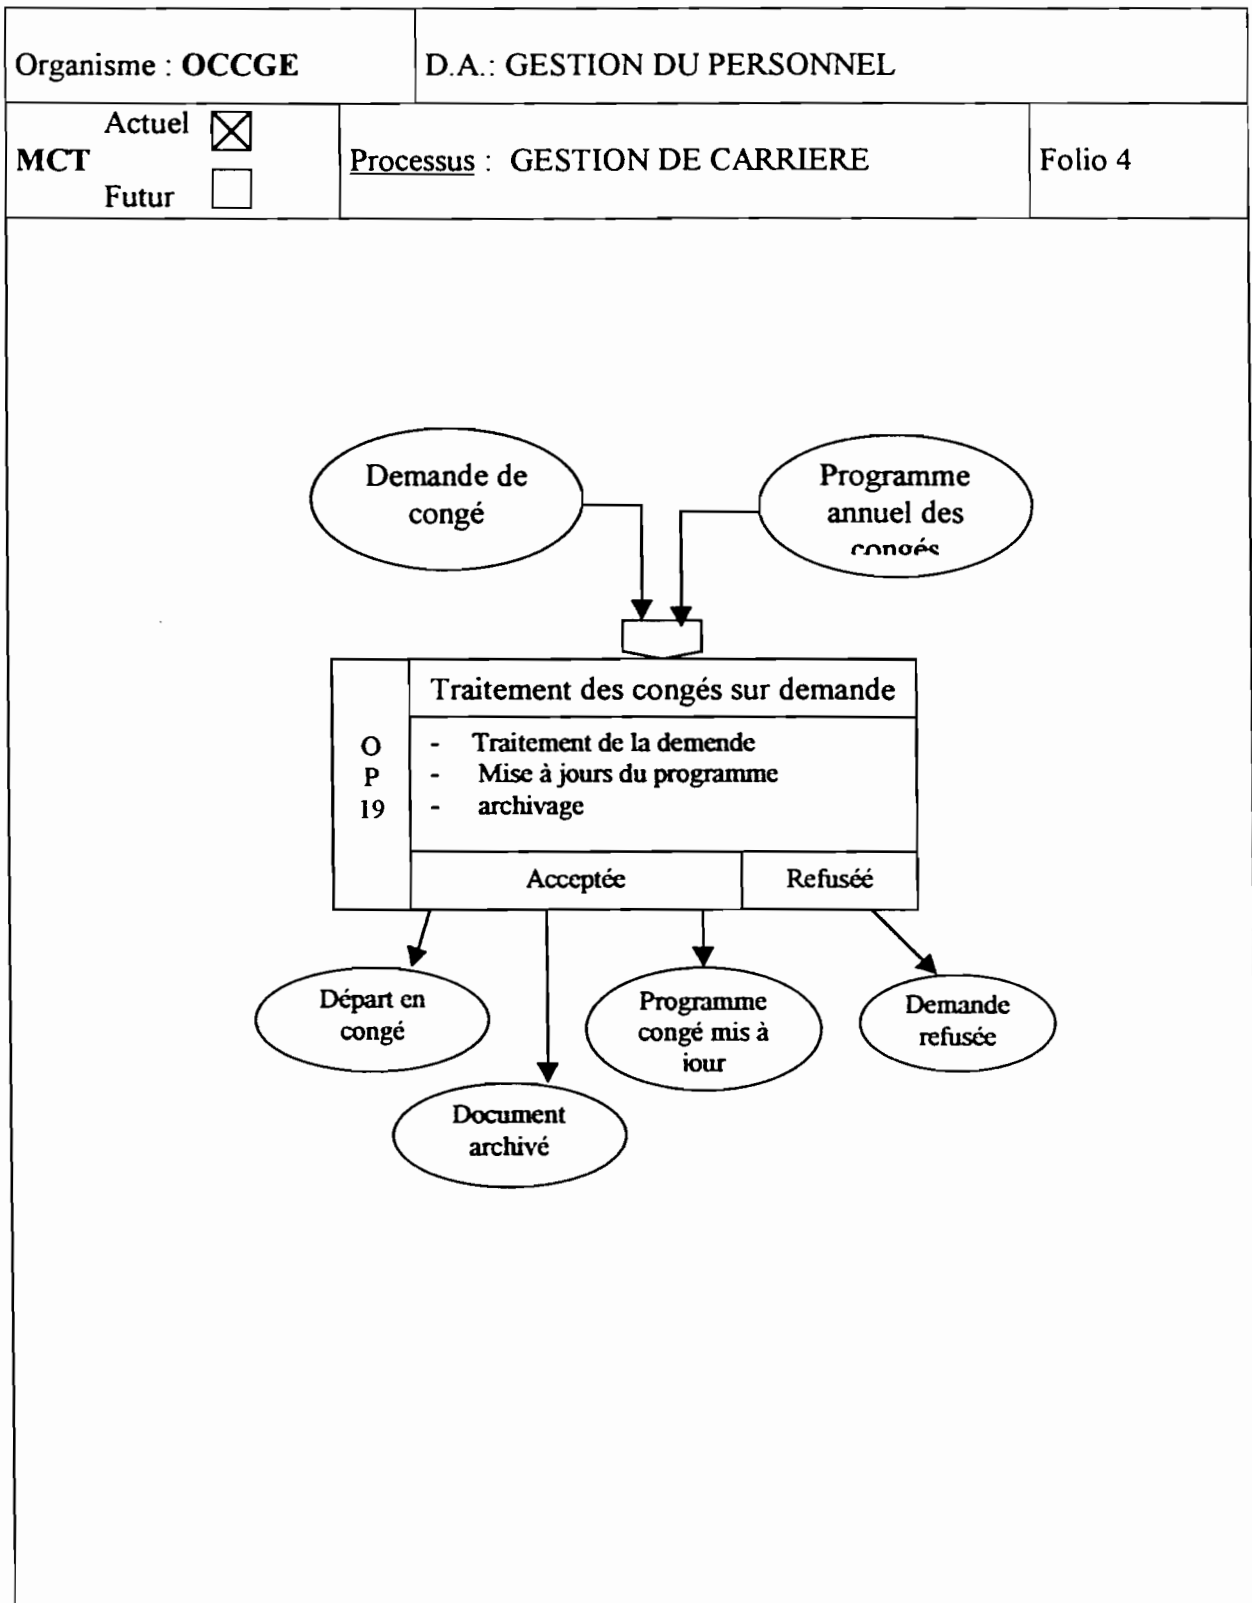 Organisme : OCCGE
D.A.: GESTION DU PERSONNEL
Actuel
MCT
Futur
Processus : GESTION DE CARRIERE
Folio 4
Demande de
congé
Programme
annuel des
congés
Traitement des congés sur demande
O
P
19
- Traitement de la demende
- Mise à jours du programme
- archivage
Acceptée
Refuséé
Départ en
congé
Programme
congé mis à
jour
Demande
refusée
Document
archivé